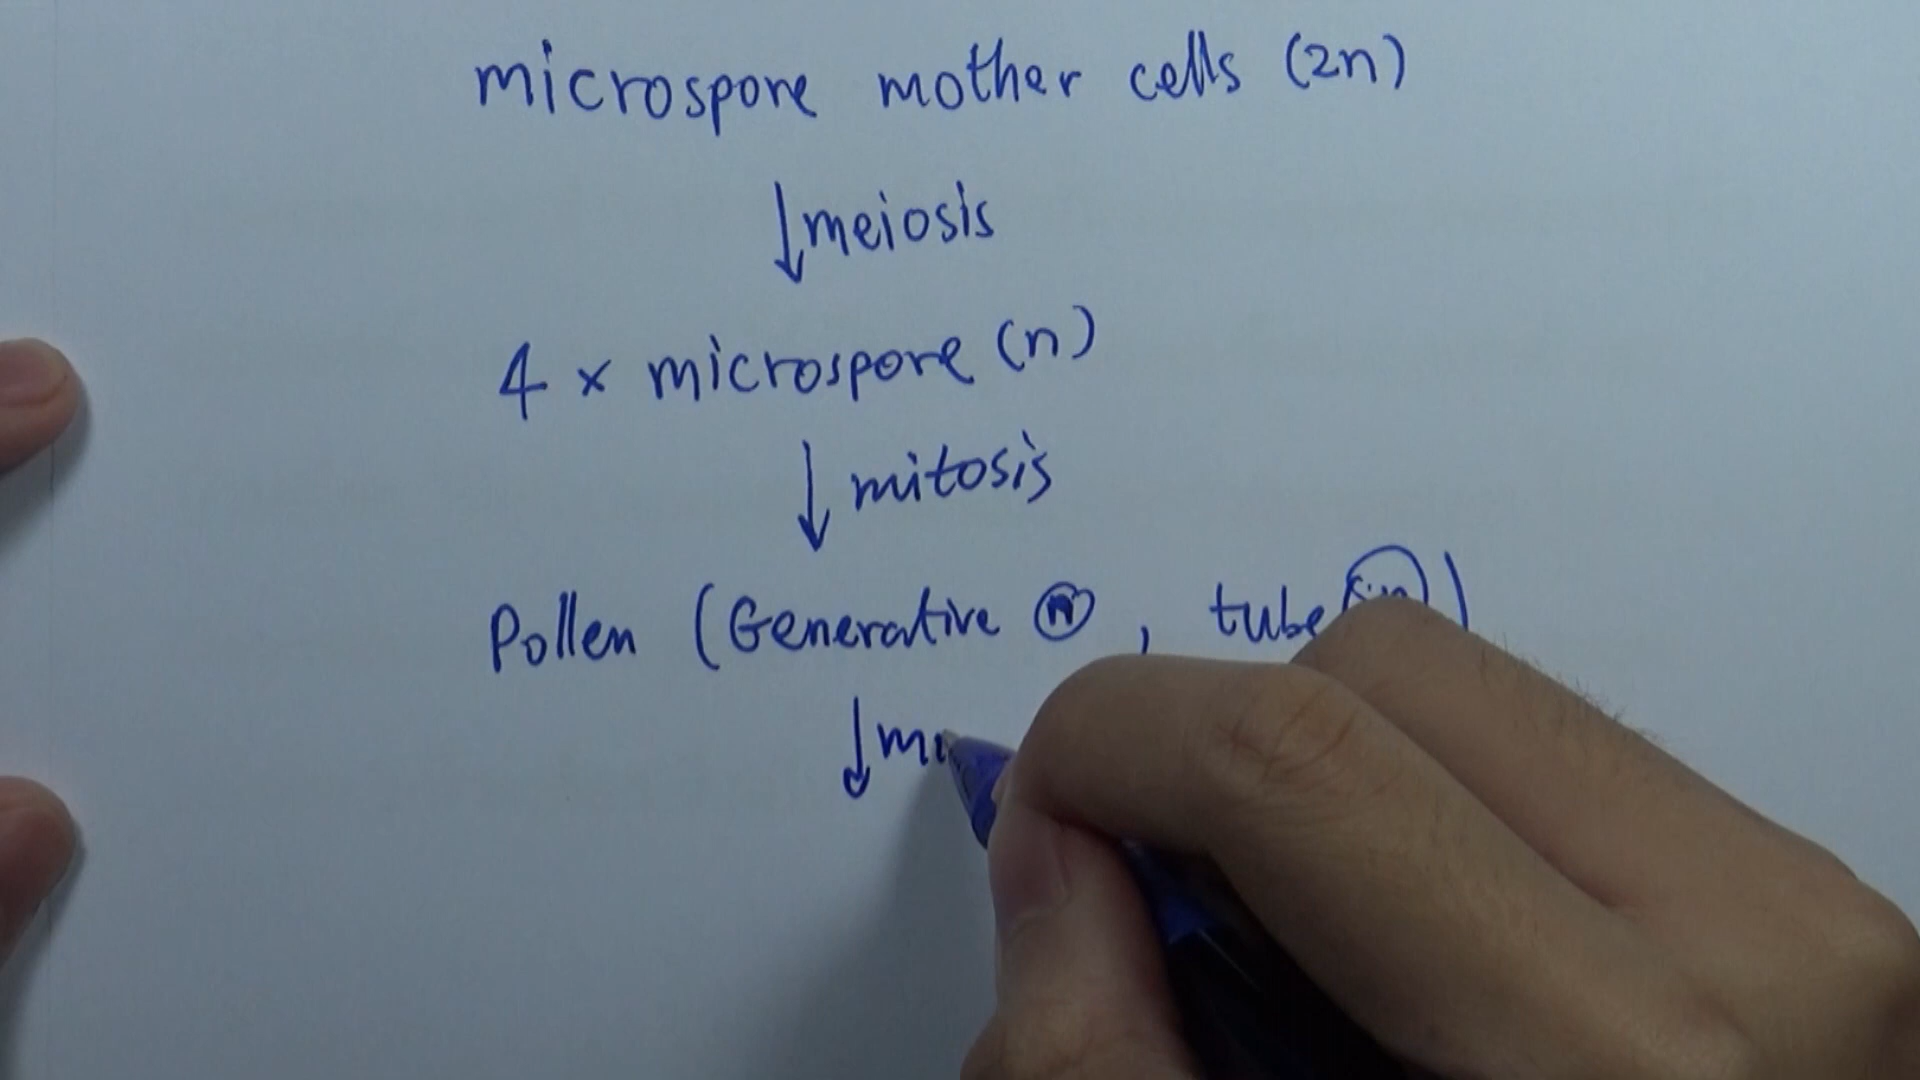 microspore mother cells (2n)
↓ meiosis
4 x microspore (n)
↓ mitosis
Pollen (Generative , tube )
↓